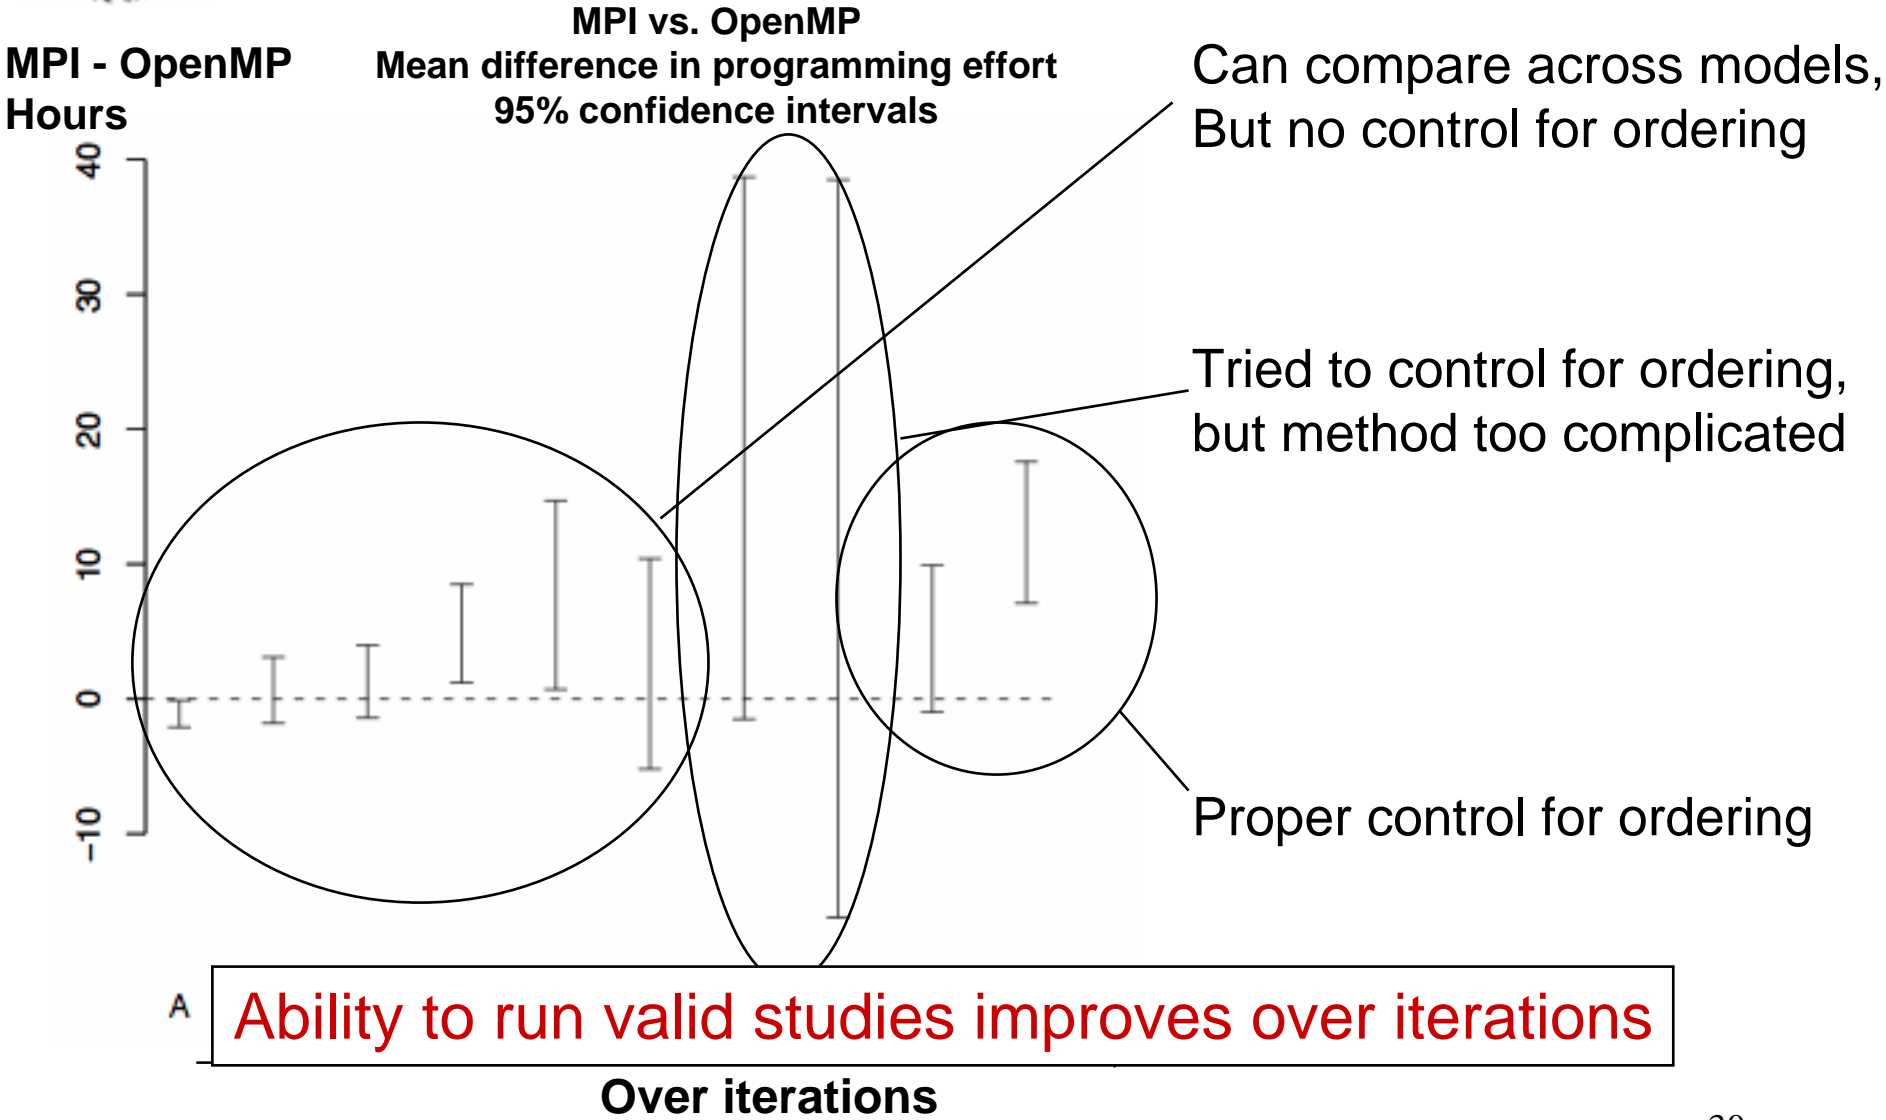 MPI vs. OpenMP
Mean difference in programming effort
95% confidence intervals
MPI - OpenMP
Hours
Can compare across models,
But no control for ordering
40
30
20
10
0
-10
Tried to control for ordering,
but method too complicated
Proper control for ordering
A
Ability to run valid studies improves over iterations
Over iterations